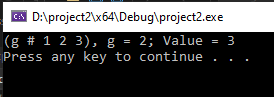 D:\project2\x64\Debug\project2.exe
(g # 1 2 3), g = 2; Value = 3
Press any key to continue . . .